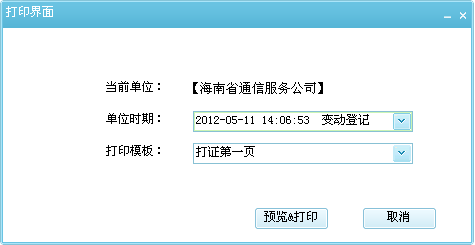 打印界面
当前单位： 【海南省通信服务公司】
单位时期： 2012-05-11 14:06:53 变动登记
打印模板： 打证第一页
预览&打印 取消